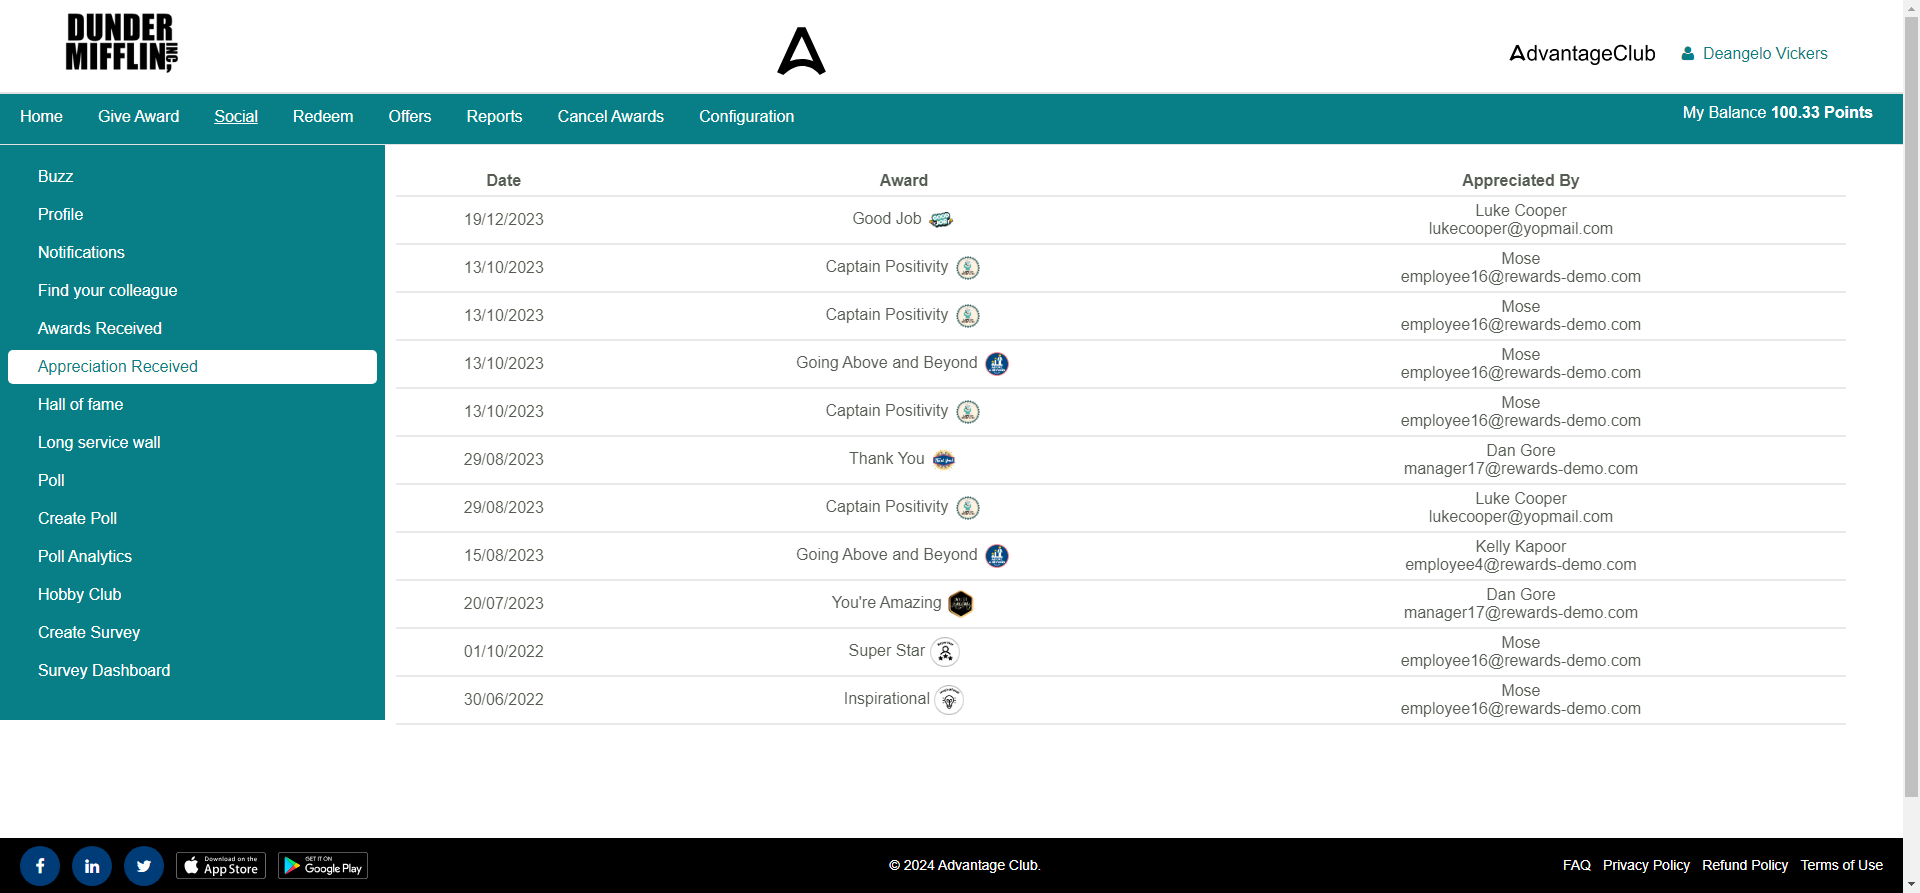 DUNDER
MIFFLIN, INC
AdvantageClub
Deangelo Vickers
Home Give Award Social Redeem Offers Reports Cancel Awards Configuration
My Balance 100.33 Points
Buzz
Profile
Notifications
Find your colleague
Awards Received
Appreciation Received
Hall of fame
Long service wall
Poll
Create Poll
Poll Analytics
Hobby Club
Create Survey
Survey Dashboard
Date Award Appreciated By
19/12/2023 Good Job GOOD JOB! Luke Cooper
lukecooper@yopmail.com
13/10/2023 Captain Positivity Mose
employee16@rewards-demo.com
13/10/2023 Captain Positivity Mose
employee16@rewards-demo.com
13/10/2023 Going Above and Beyond Mose
employee16@rewards-demo.com
13/10/2023 Captain Positivity Mose
employee16@rewards-demo.com
29/08/2023 Thank You Thank You Dan Gore
manager17@rewards-demo.com
29/08/2023 Captain Positivity Luke Cooper
lukecooper@yopmail.com
15/08/2023 Going Above and Beyond Kelly Kapoor
employee4@rewards-demo.com
20/07/2023 You're Amazing Dan Gore
manager17@rewards-demo.com
01/10/2022 Super Star Mose
employee16@rewards-demo.com
30/06/2022 Inspirational Mose
employee16@rewards-demo.com
Download on the
App Store
GET IT ON
Google Play
© 2024 Advantage Club.
FAQ Privacy Policy Refund Policy Terms of Use